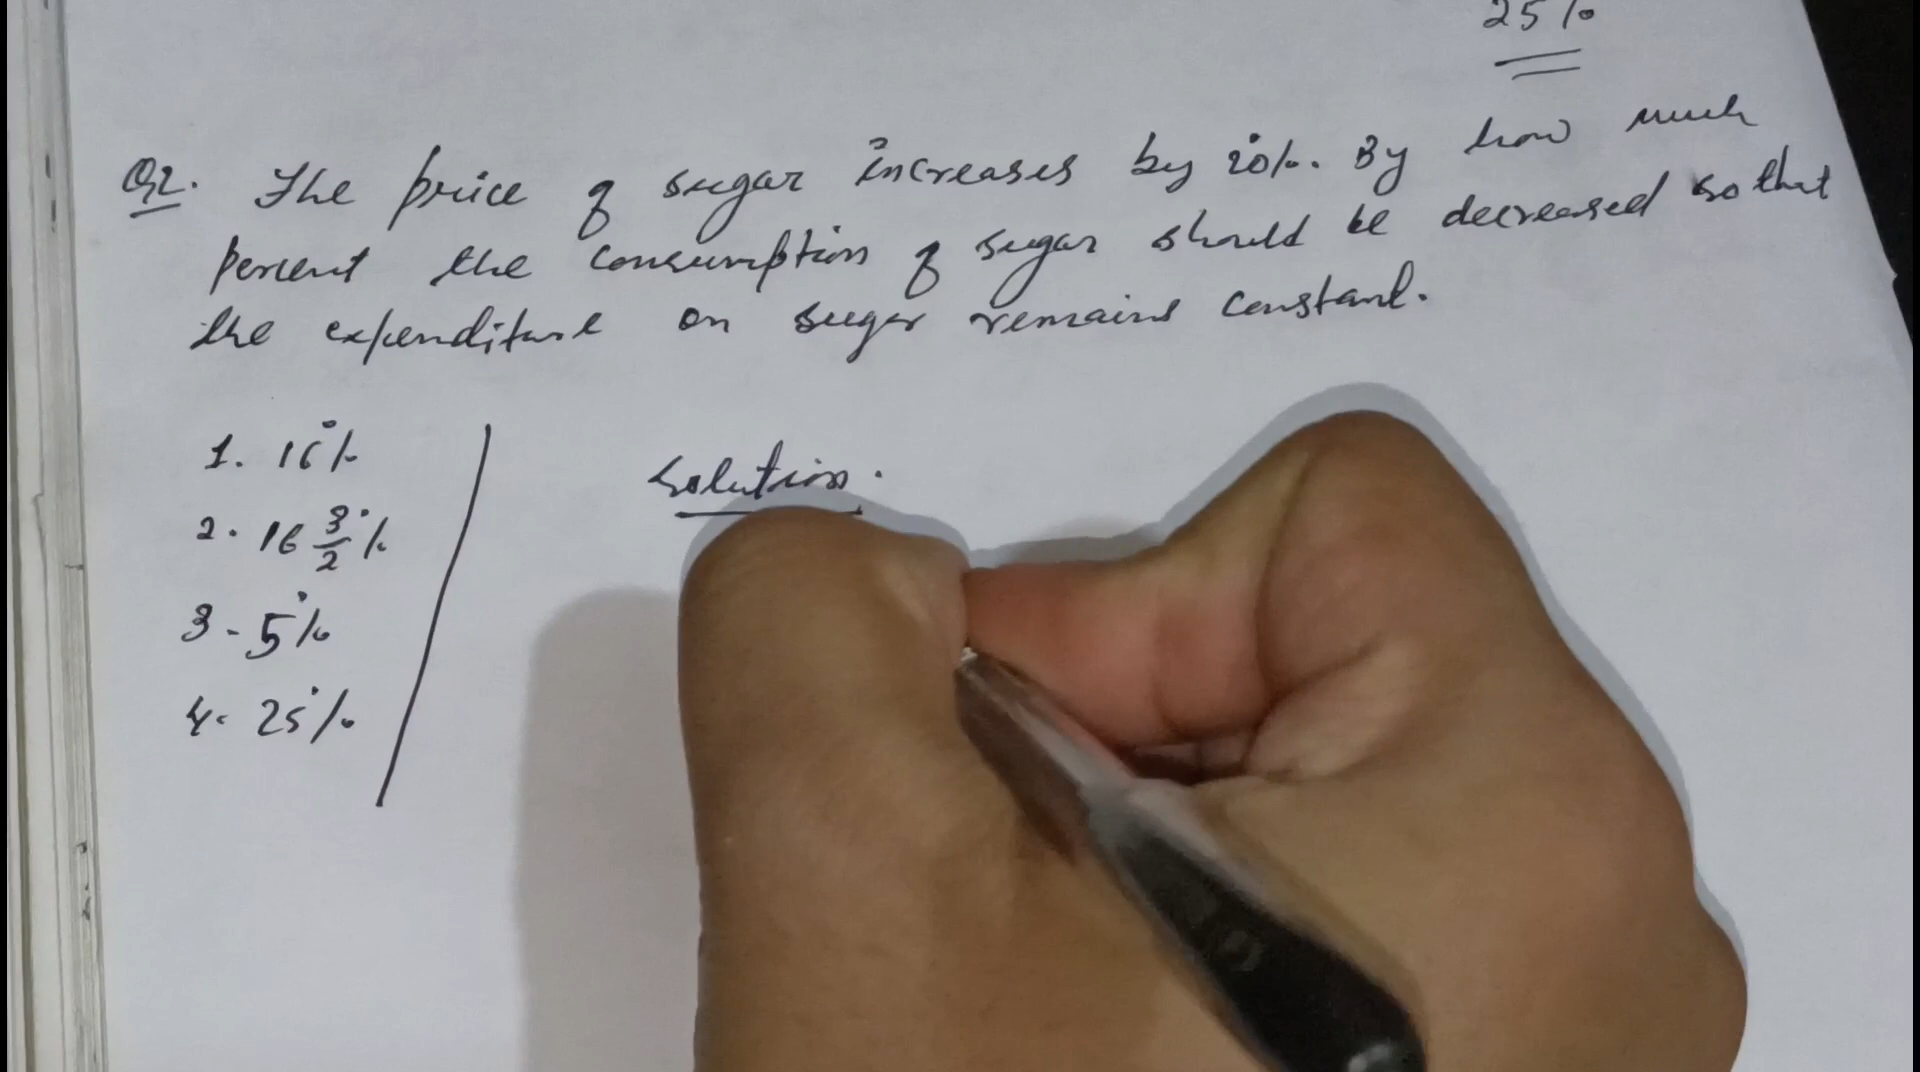 25%
Q2. The price of sugar increases by 20%. By how much
percent the consumption of sugar should be decreased so that
the expenditure on sugar remains constant.
1. 16%
2. 16 3/2 %
3 - 5%
4. 25%
Solution.